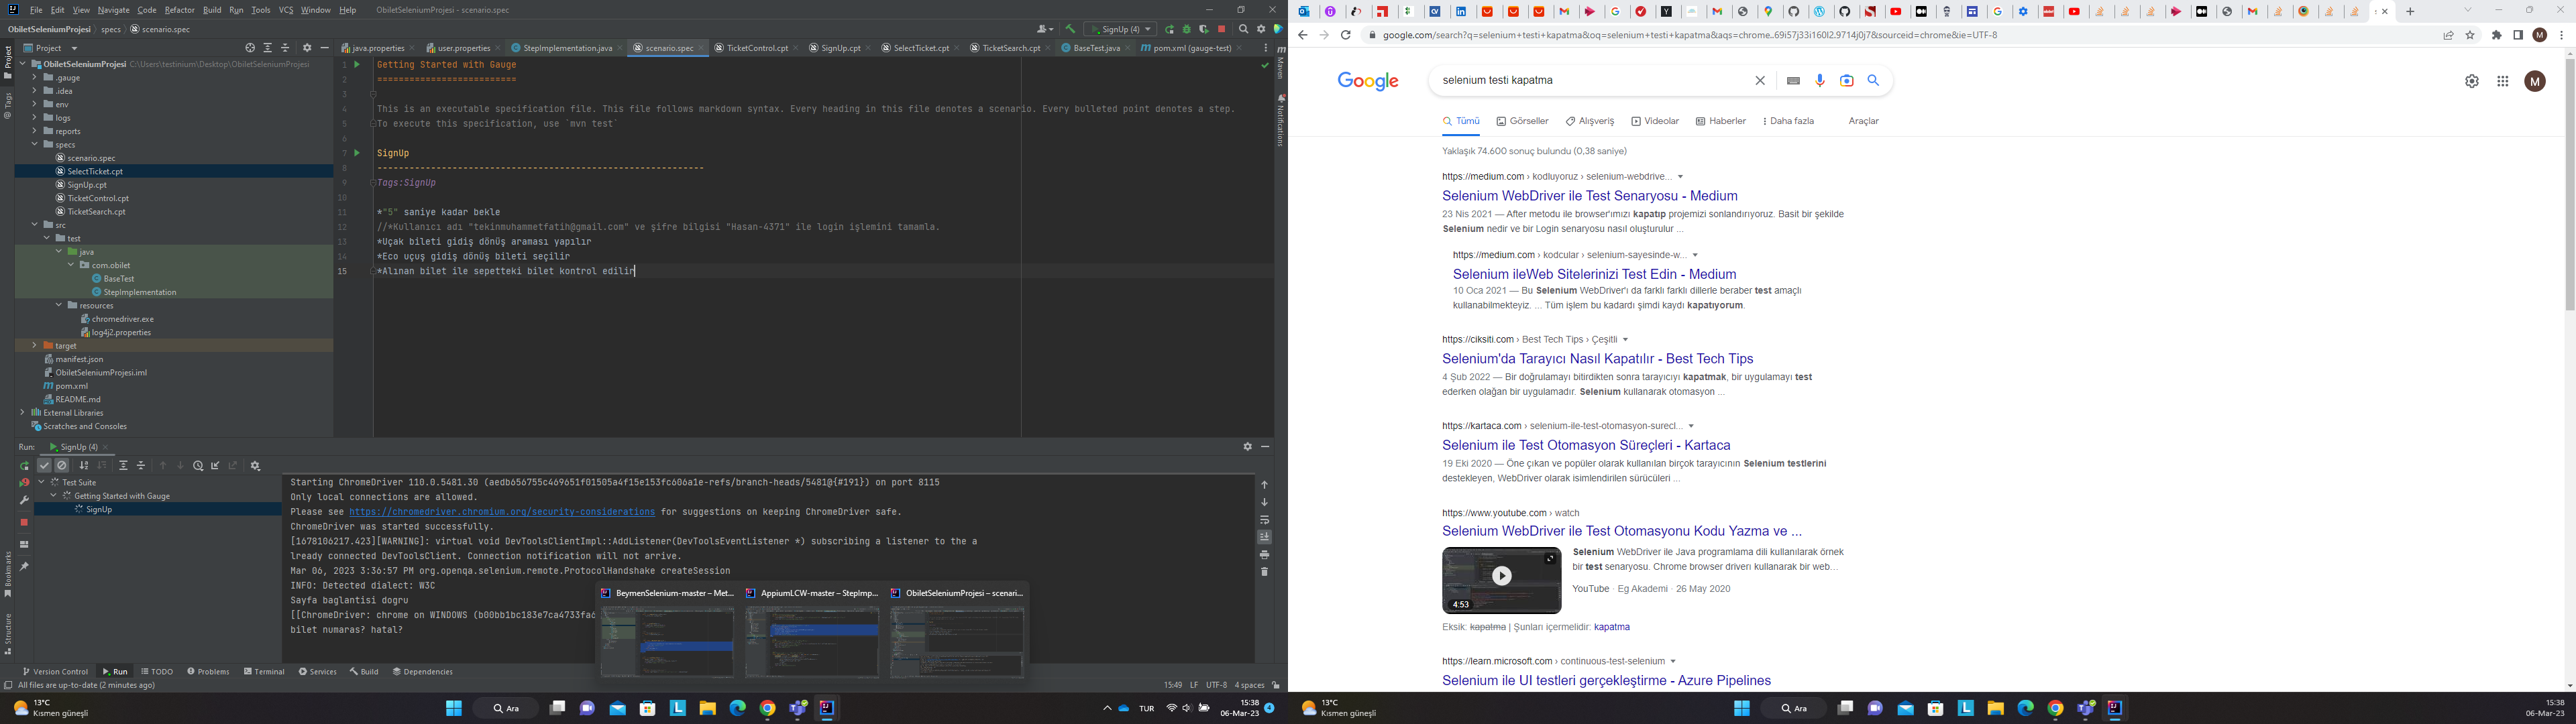 File Edit View Navigate Code Refactor Build Run Tools VCS Window Help ObiletSeleniumProjesi - scenario.spec
ObiletSeleniumProjesi specs scenario.spec
SignUp (4)
Project
java.properties user.properties StepImplementation.java scenario.spec TicketControl.cpt SignUp.cpt SelectTicket.cpt TicketSearch.cpt BaseTest.java pom.xml (gauge-test)
ObiletSeleniumProjesi C:\Users\testinium\Desktop\ObiletSeleniumProjesi
.gauge
.idea
env
logs
reports
specs
scenario.spec
SelectTicket.cpt
SignUp.cpt
TicketControl.cpt
TicketSearch.cpt
src
test
java
com.obilet
BaseTest
StepImplementation
resources
chromedriver.exe
log4j2.properties
target
manifest.json
ObiletSeleniumProjesi.iml
pom.xml
README.md
External Libraries
Scratches and Consoles
Project
Tags
Bookmarks
Structure
Maven
Notifications
1 Getting Started with Gauge
2 ==========================
3
4 This is an executable specification file. This file follows markdown syntax. Every heading in this file denotes a scenario. Every bulleted point denotes a step.
5 To execute this specification, use `mvn test`
6
7 SignUp
8 -------------------------------------------------------------
9 Tags:SignUp
10
11 *"5" saniye kadar bekle
12 //*Kullanıcı adı "tekinmuhammetfatih@gmail.com" ve şifre bilgisi "Hasan-4371" ile login işlemini tamamla.
13 *Uçak bileti gidiş dönüş araması yapılır
14 *Eco uçuş gidiş dönüş bileti seçilir
15 *Alınan bilet ile sepetteki bilet kontrol edilir
Run: SignUp (4)
Test Suite
Getting Started with Gauge
SignUp
Starting ChromeDriver 110.0.5481.30 (aedb656755c469651f01505a4f15e153fc606a1e-refs/branch-heads/5481@{#191}) on port 8115
Only local connections are allowed.
Please see https://chromedriver.chromium.org/security-considerations for suggestions on keeping ChromeDriver safe.
ChromeDriver was started successfully.
[1678106217.423][WARNING]: virtual void DevToolsClientImpl::AddListener(DevToolsEventListener *) subscribing a listener to the a
lready connected DevToolsClient. Connection notification will not arrive.
Mar 06, 2023 3:36:57 PM org.openqa.selenium.remote.ProtocolHandshake createSession
INFO: Detected dialect: W3C
Sayfa baglantisi dogru
[[ChromeDriver: chrome on WINDOWS (b00bb1bc183e7ca4733fa
bilet numaras? hatal?
BeymenSelenium-master – Met... AppiumLCW-master – StepImp... ObiletSeleniumProjesi – scenari...
Version Control Run TODO Problems Terminal Services Build Dependencies
All files are up-to-date (2 minutes ago)
15:49 LF UTF-8 4 spaces
13°C
Kısmen güneşli
Ara
TUR
15:38
06-Mar-23
4
google.com/search?q=selenium+testi+kapatma&oq=selenium+testi+kapatma&aqs=chrome..69i57j33i160l2.9714j0j7&sourceid=chrome&ie=UTF-8
M
Google
selenium testi kapatma
M
Tümü Görseller Alışveriş Videolar Haberler Daha fazla Araçlar
Yaklaşık 74.600 sonuç bulundu (0,38 saniye)
https://medium.com › kodluyoruz › selenium-webdrive...
Selenium WebDriver ile Test Senaryosu - Medium
23 Nis 2021 — After metodu ile browser'ımızı kapatıp projemizi sonlandırıyoruz. Basit bir şekilde
Selenium nedir ve bir Login senaryosu nasıl oluşturulur ...
https://medium.com › kodcular › selenium-sayesinde-w...
Selenium ileWeb Sitelerinizi Test Edin - Medium
10 Oca 2021 — Bu Selenium WebDriver'ı da farklı farklı dillerle beraber test amaçlı
kullanabilmekteyiz. ... Tüm işlem bu kadardı şimdi kaydı kapatıyorum.
https://ciksiti.com › Best Tech Tips › Çeşitli
Selenium'da Tarayıcı Nasıl Kapatılır - Best Tech Tips
4 Şub 2022 — Bir doğrulamayı bitirdikten sonra tarayıcıyı kapatmak, bir uygulamayı test
ederken olağan bir uygulamadır. Selenium kullanarak otomasyon ...
https://kartaca.com › selenium-ile-test-otomasyon-surecl...
Selenium ile Test Otomasyon Süreçleri - Kartaca
19 Eki 2020 — Öne çıkan ve popüler olarak kullanılan birçok tarayıcının Selenium testlerini
destekleyen, WebDriver olarak isimlendirilen sürücüleri ...
https://www.youtube.com › watch
Selenium WebDriver ile Test Otomasyonu Kodu Yazma ve ...
Selenium WebDriver ile Java programlama dili kullanılarak örnek
bir test senaryosu. Chrome browser driverı kullanarak bir web...
4:53
YouTube · Eg Akademi · 26 May 2020
Eksik: kapatma | Şunları içermelidir: kapatma
https://learn.microsoft.com › continuous-test-selenium
Selenium ile UI testleri gerçekleştirme - Azure Pipelines
13°C
Kısmen güneşli
Ara
15:38
06-Mar-23